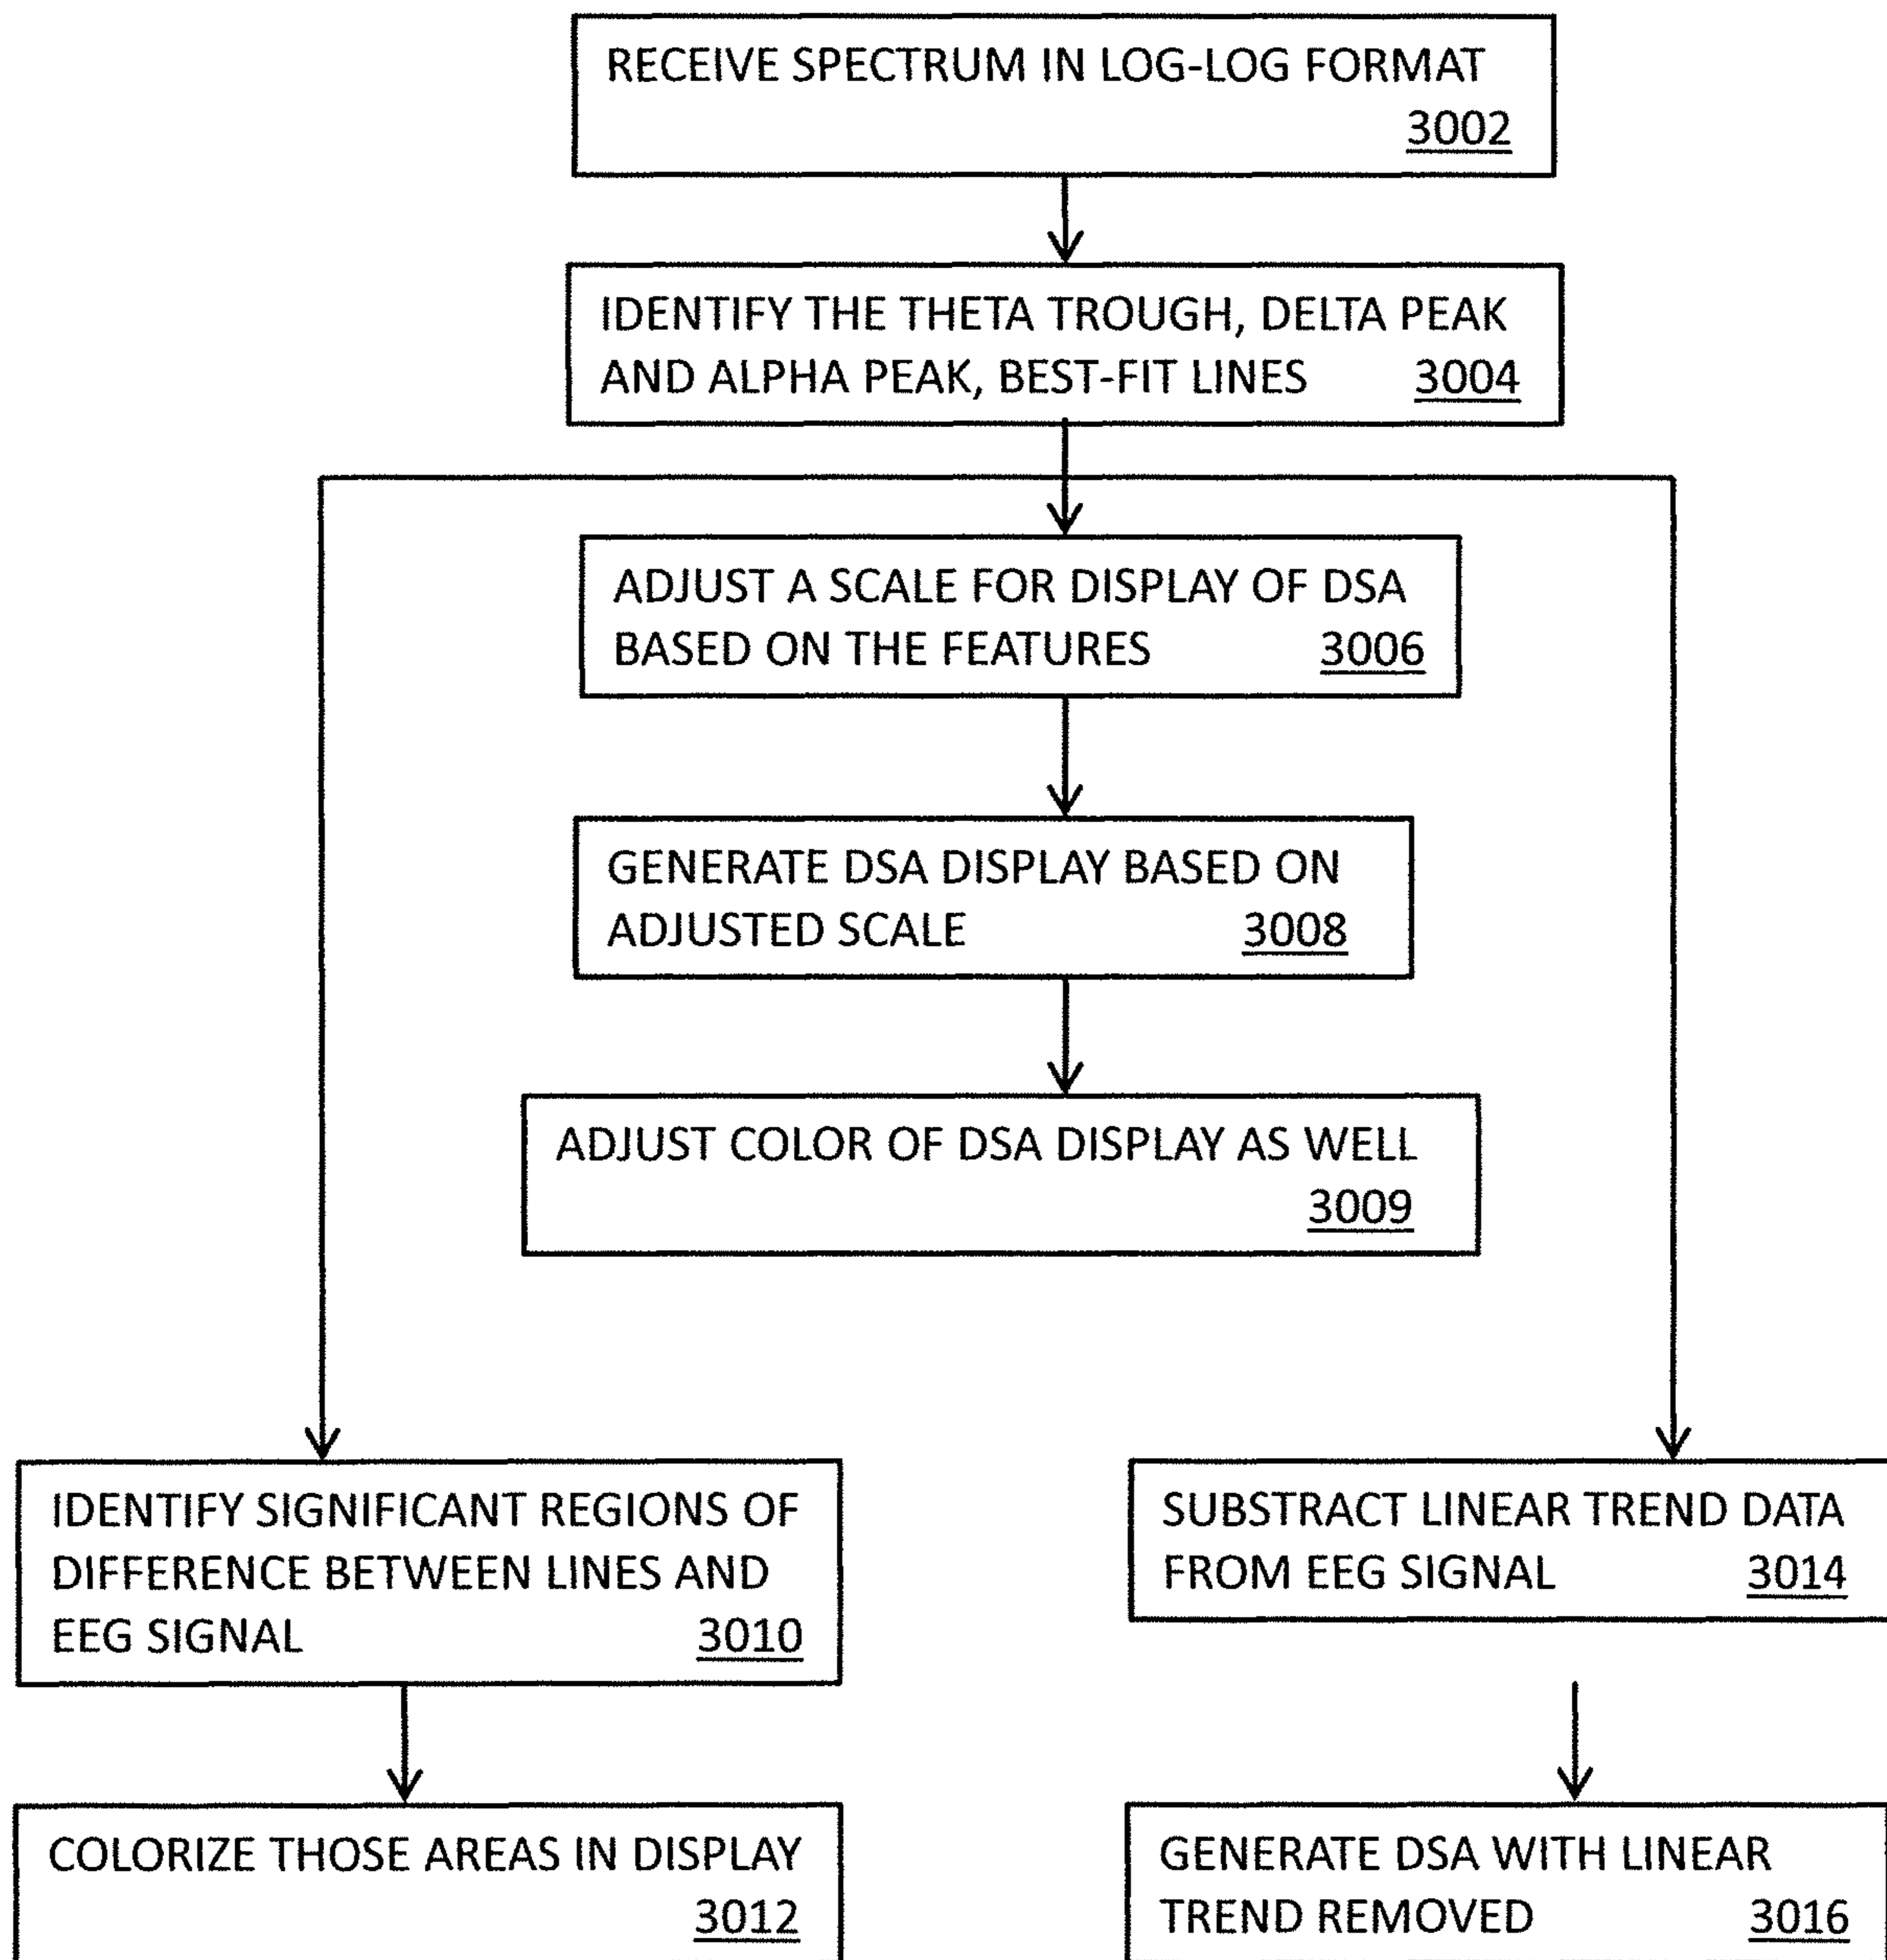 RECEIVE SPECTRUM IN LOG-LOG FORMAT
3002
IDENTIFY THE THETA TROUGH, DELTA PEAK
AND ALPHA PEAK, BEST-FIT LINES 3004
ADJUST A SCALE FOR DISPLAY OF DSA
BASED ON THE FEATURES 3006
GENERATE DSA DISPLAY BASED ON
ADJUSTED SCALE 3008
ADJUST COLOR OF DSA DISPLAY AS WELL
3009
IDENTIFY SIGNIFICANT REGIONS OF
DIFFERENCE BETWEEN LINES AND
EEG SIGNAL 3010
SUBSTRACT LINEAR TREND DATA
FROM EEG SIGNAL 3014
COLORIZE THOSE AREAS IN DISPLAY
3012
GENERATE DSA WITH LINEAR
TREND REMOVED 3016